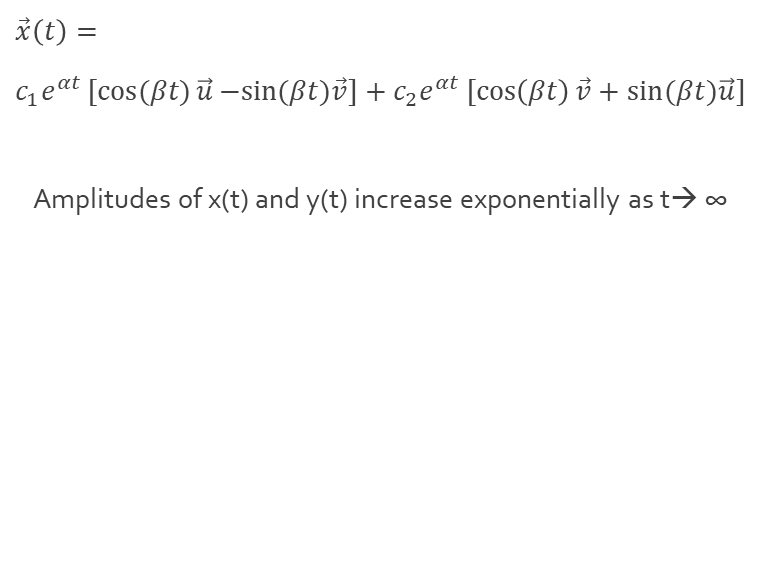 𝑥⃗(𝑡) =
𝑐₁𝑒^{𝛼𝑡} [cos(𝛽𝑡) 𝑢⃗ −sin(𝛽𝑡)𝑣⃗] + 𝑐₂𝑒^{𝛼𝑡} [cos(𝛽𝑡) 𝑣⃗ + sin(𝛽𝑡)𝑢⃗]
Amplitudes of x(t) and y(t) increase exponentially as t→ ∞